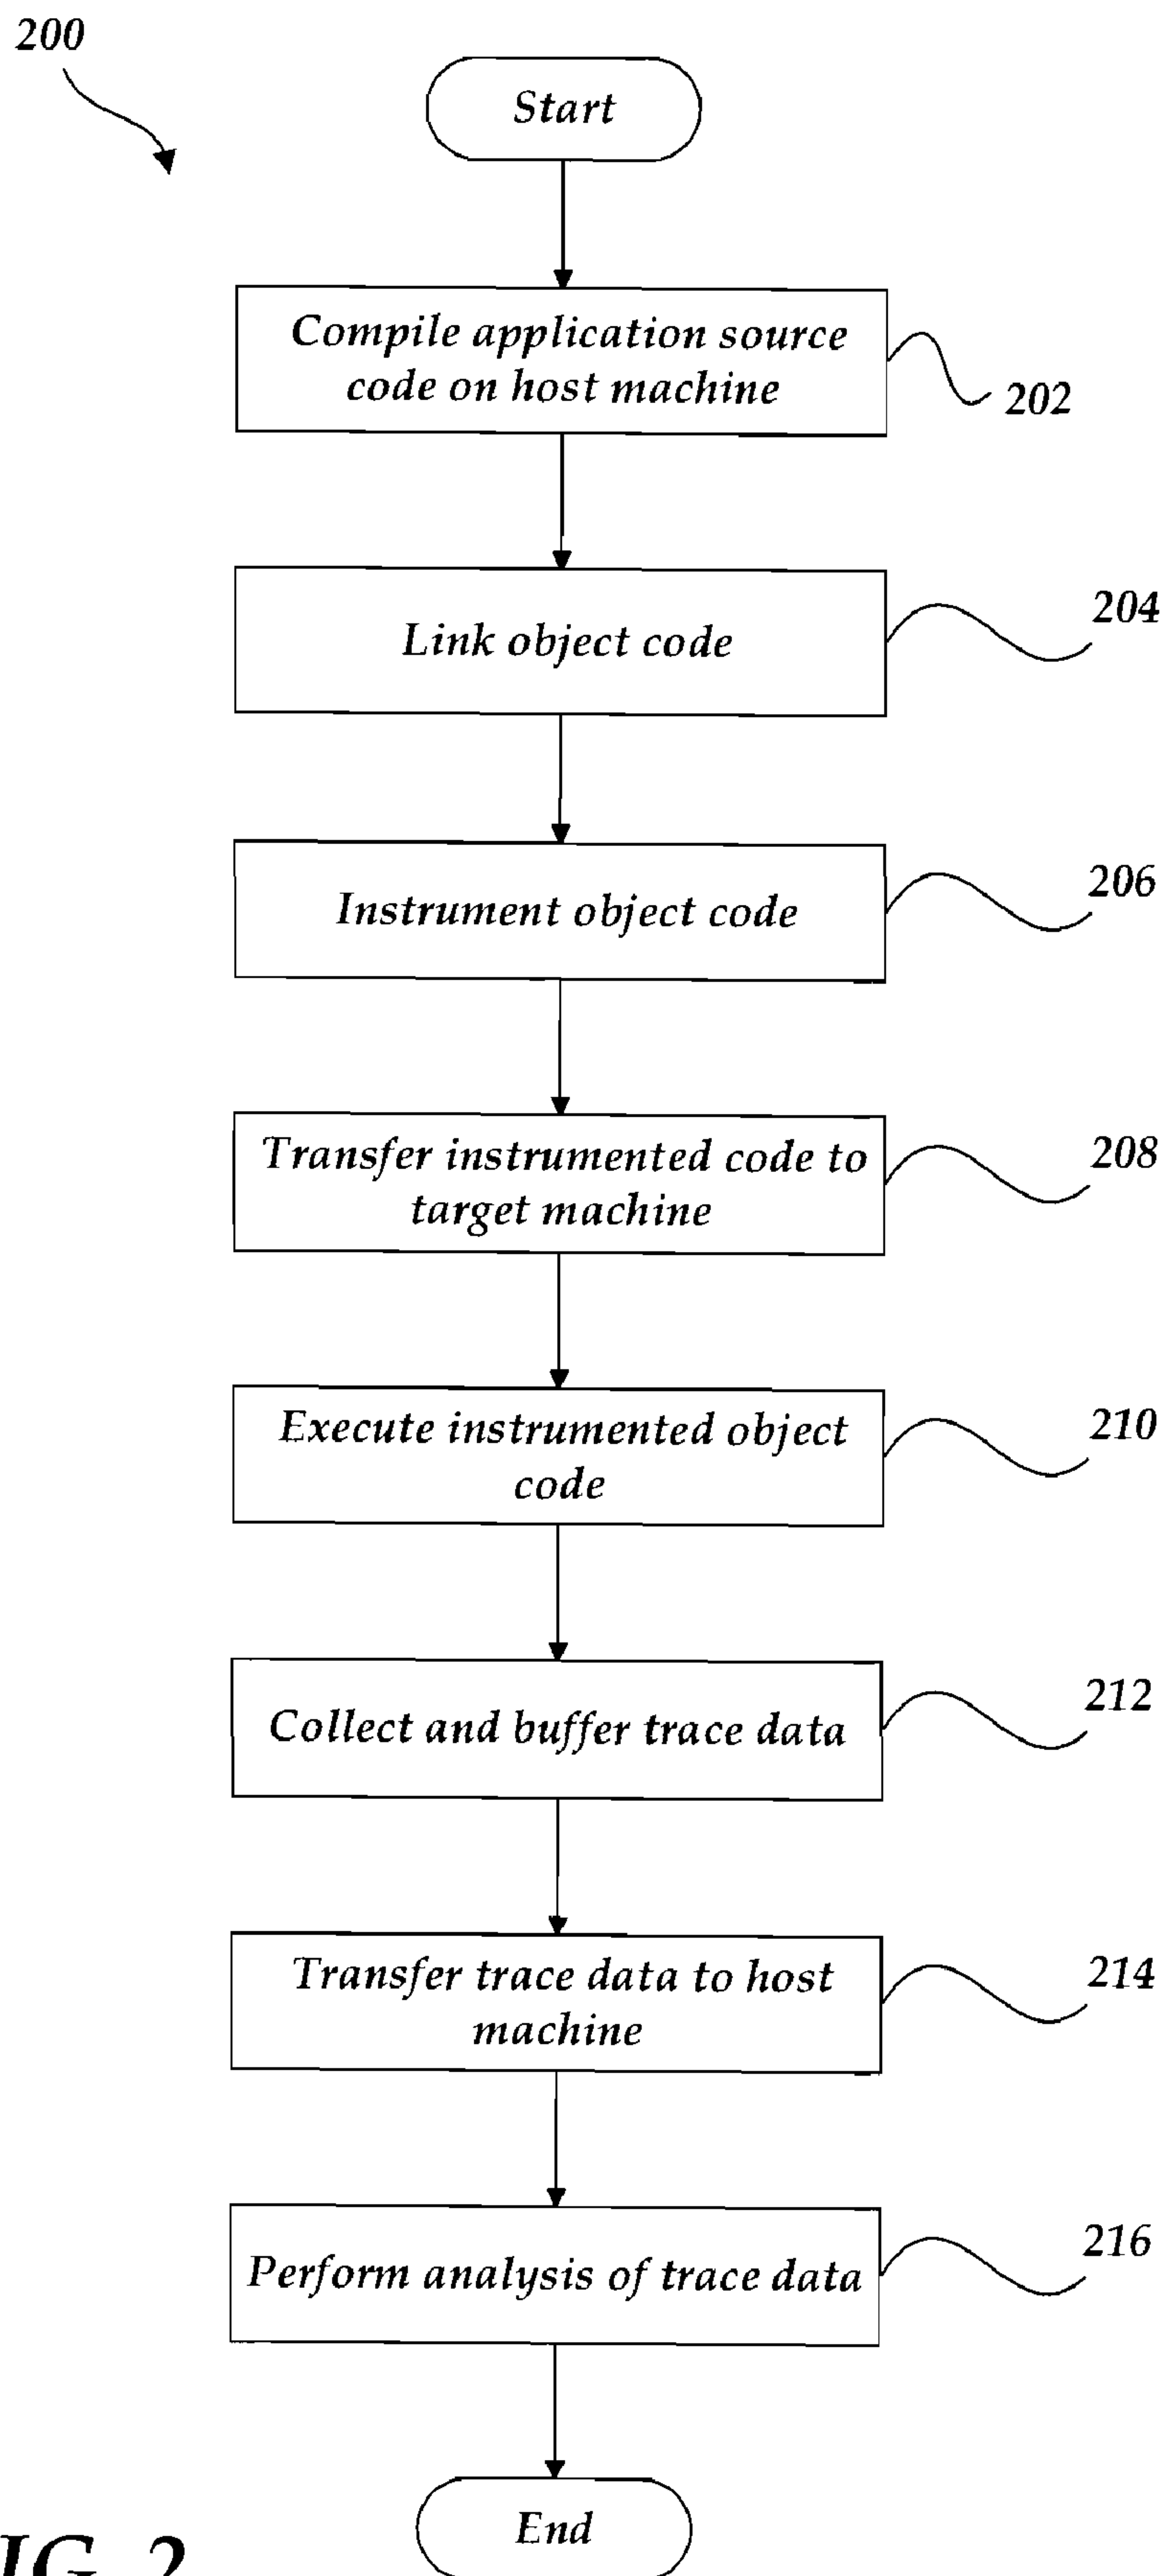 200
Start
Compile application source
code on host machine
202
Link object code
204
Instrument object code
206
Transfer instrumented code to
target machine
208
Execute instrumented object
code
210
Collect and buffer trace data
212
Transfer trace data to host
machine
214
Perform analysis of trace data
216
End
IG. 2